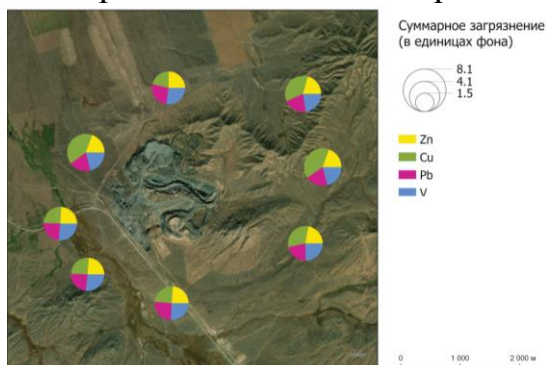 Суммарное загрязнение
(в единицах фона)
8.1
4.1
1.5
Zn
Cu
Pb
V
0 1 000 2 000 м